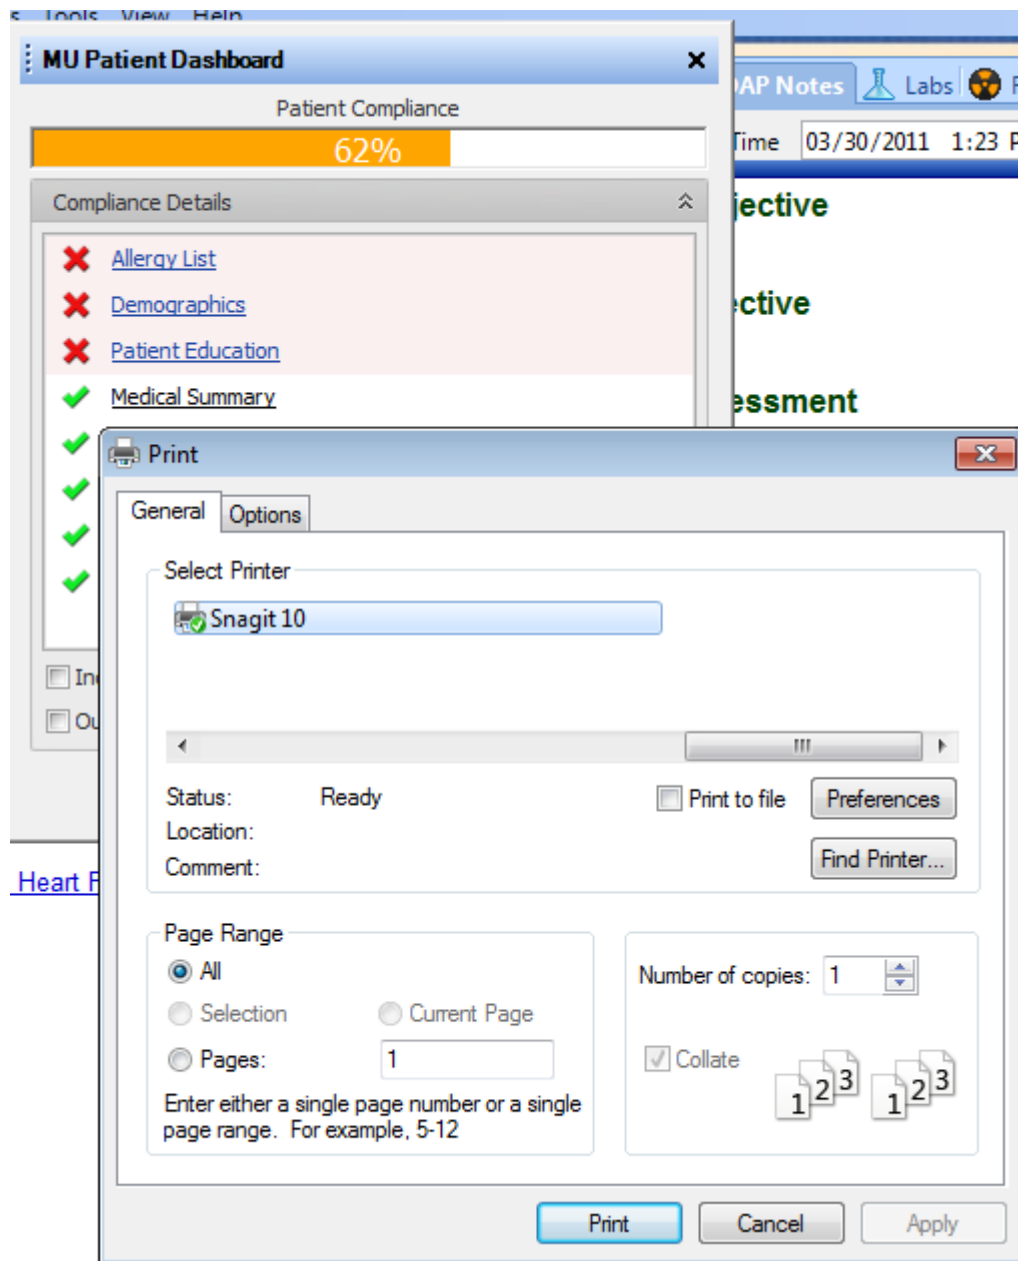 Tools View Help
MU Patient Dashboard
Patient Compliance
62%
Compliance Details
Allergy List
Demographics
Patient Education
Medical Summary
Notes Labs
Time 03/30/2011 1:23
Print
General Options
Select Printer
Snagit 10
Status: Ready
Location:
Comment:
Print to file Preferences
Find Printer...
Heart
Page Range
All
Selection Current Page
Pages: 1
Enter either a single page number or a single
page range. For example, 5-12
Number of copies: 1
Collate
1 2 3 1 2 3
Print Cancel Apply